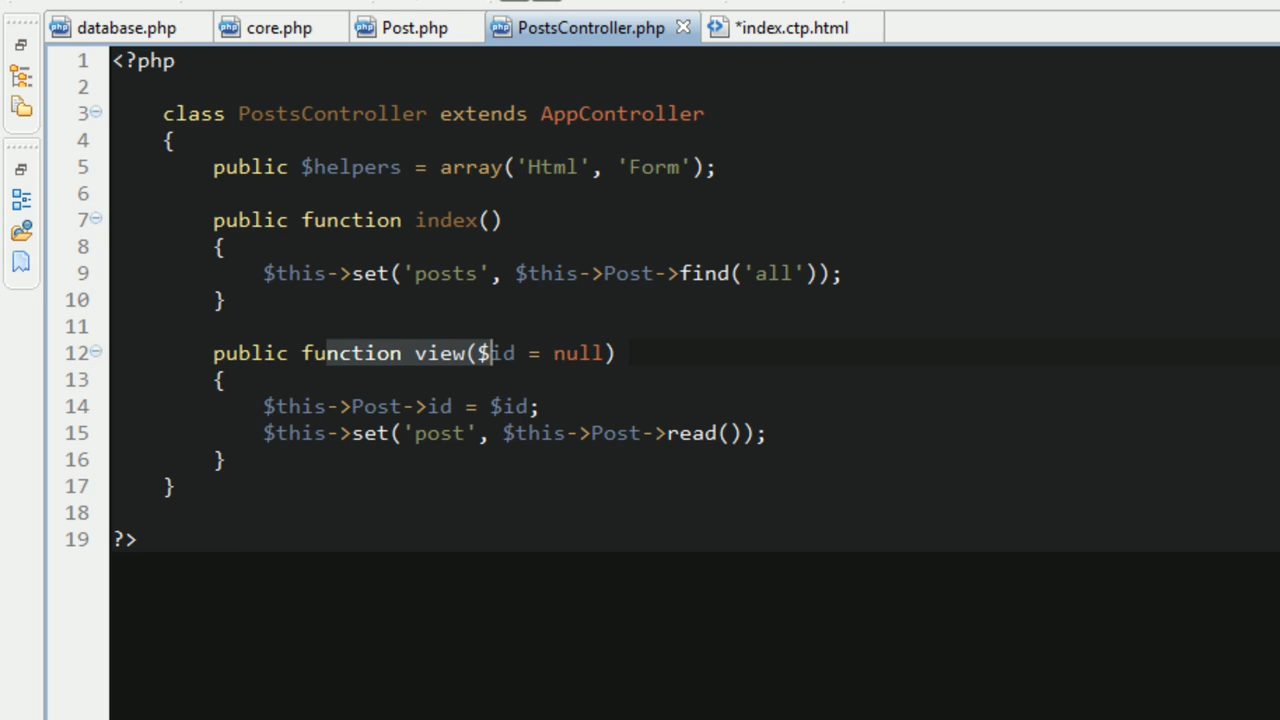 database.php core.php Post.php PostsController.php *index.ctp.html
1 <?php
2
3 class PostsController extends AppController
4 {
5 public $helpers = array('Html', 'Form');
6
7 public function index()
8 {
9 $this->set('posts', $this->Post->find('all'));
10 }
11
12 public function view($id = null)
13 {
14 $this->Post->id = $id;
15 $this->set('post', $this->Post->read());
16 }
17 }
18
19 ?>